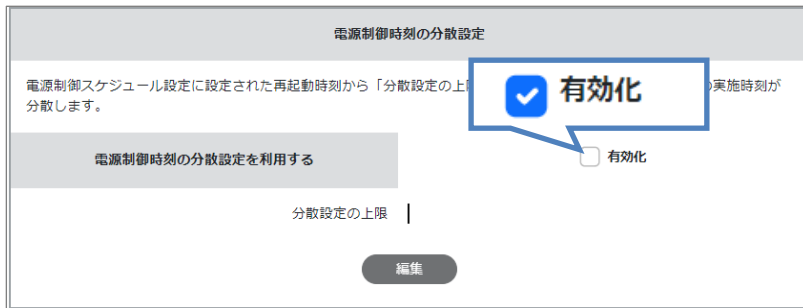 電源制御時刻の分散設定
電源制御スケジュール設定に設定された再起動時刻から「分散設定の上 の実施時刻が
分散します。
有効化
電源制御時刻の分散設定を利用する
有効化
分散設定の上限
編集